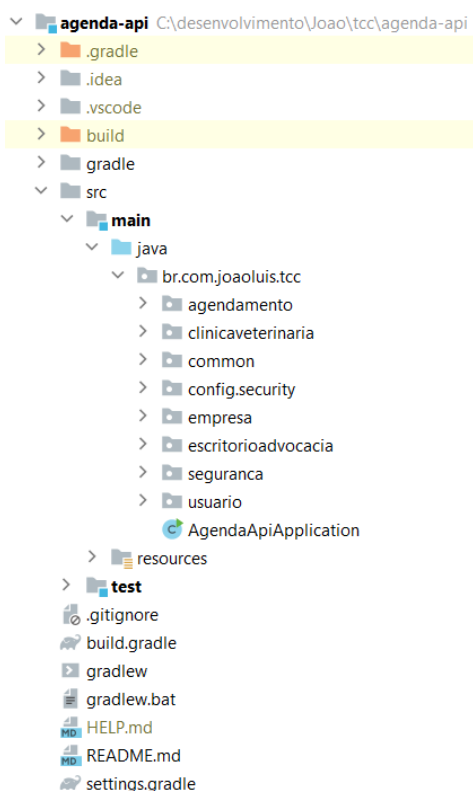 agenda-api C:\desenvolvimento\Joao\tcc\agenda-api
.gradle
.idea
.vscode
build
gradle
src
main
java
br.com.joaoluis.tcc
agendamento
clinicaveterinaria
common
config.security
empresa
escritorioadvocacia
seguranca
usuario
C AgendaApiApplication
resources
test
.gitignore
build.gradle
gradlew
gradlew.bat
MD HELP.md
MD README.md
settings.gradle